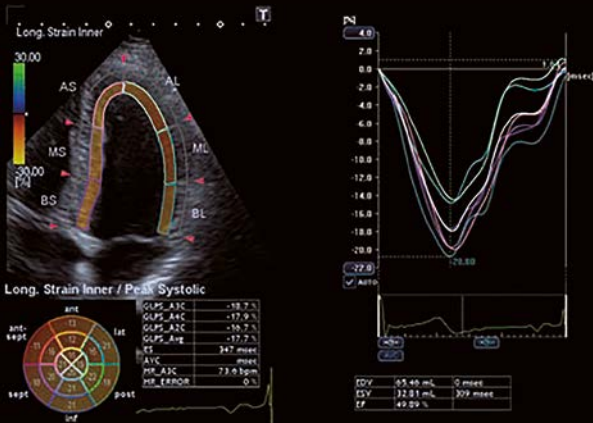 T
Long. Strain Inner
30.00
-30.00
[%]
AS
AL
MS
ML
BS
BL
Long. Strain Inner / Peak Systolic
ant
ant-
sept
lat
sept
post
inf
GLPS_A3C -18.7 %
GLPS_A4C -17.9 %
GLPS_A2C -16.7 %
GLPS_Avg -17.7 %
ES 347 msec
AVC msec
HR_A3C 73.6 bpm
HR_ERROR 0 %
[%]
4.0
0.0
-2.0
-4.0
-6.0
-8.0
-10.0
-12.0
-14.0
-16.0
-18.0
-20.0
-22.0
[msec]
-20.80
AUTO
EDV 65.46 mL 0 msec
ESV 32.81 mL 309 msec
EF 49.89 %